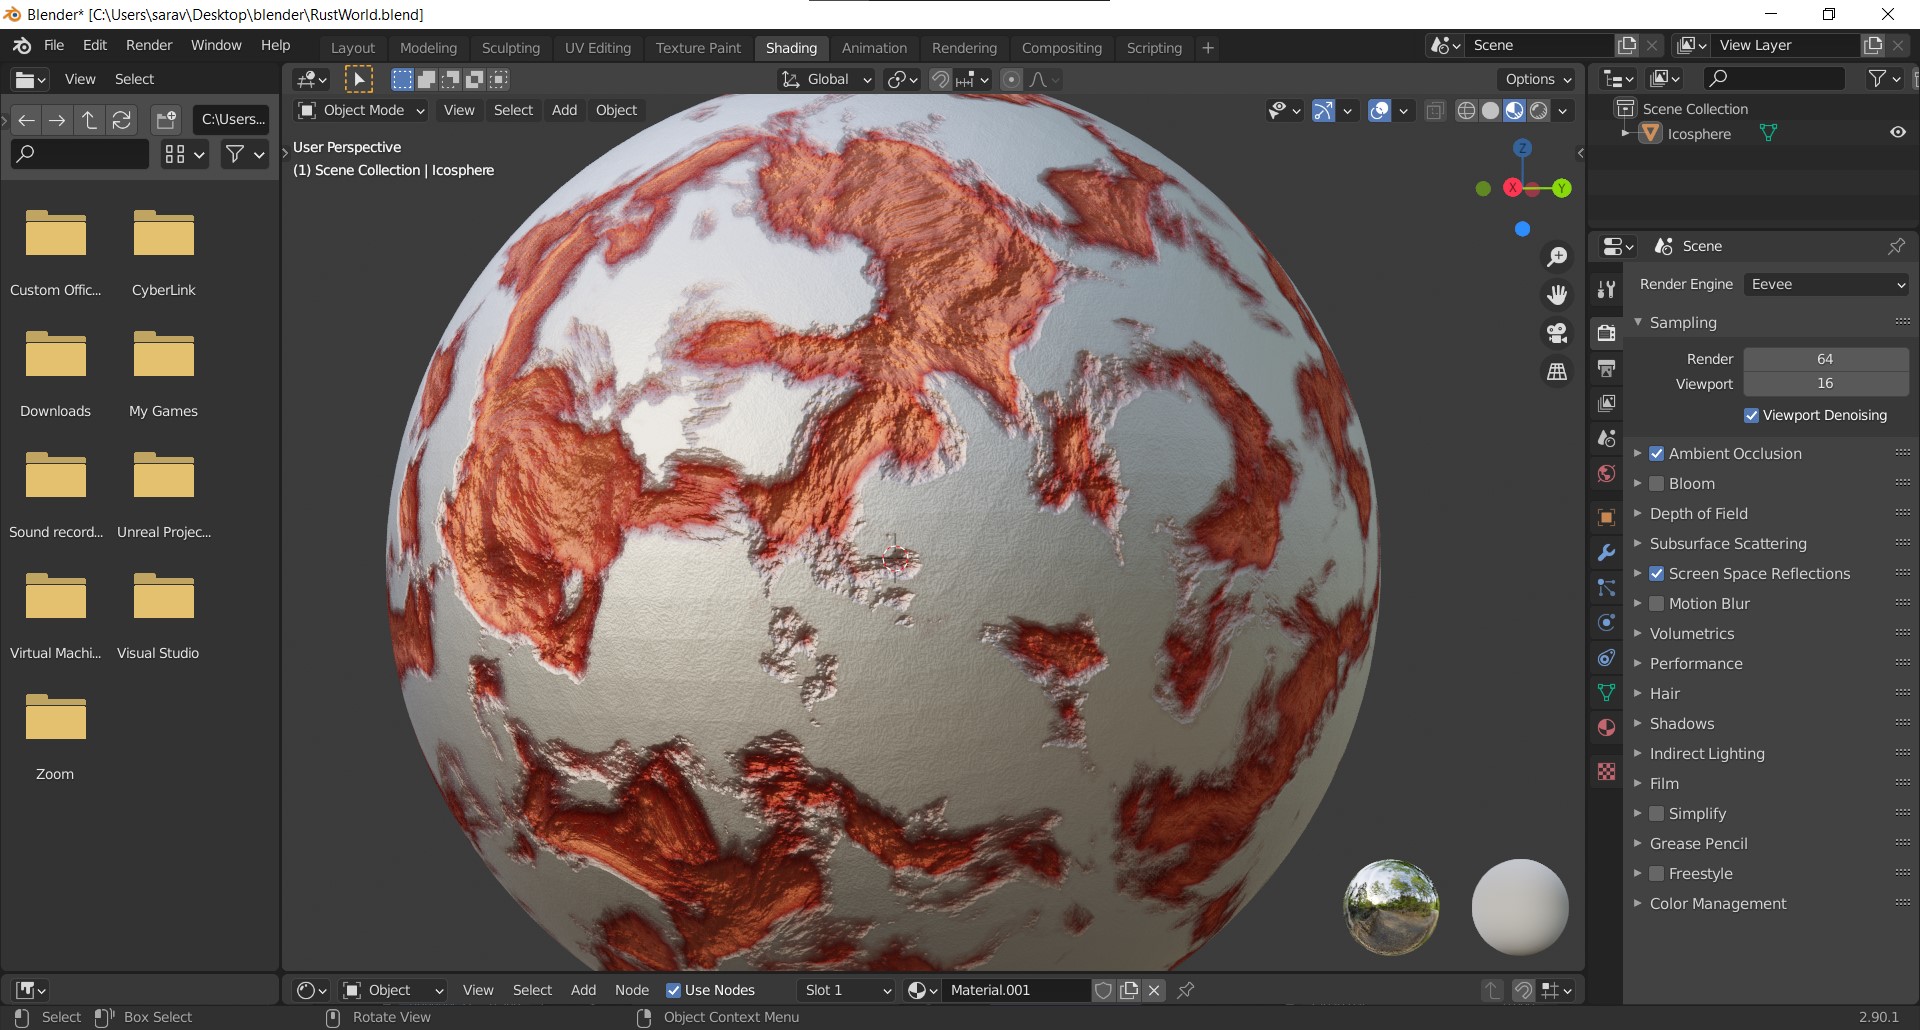 Blender* [C:\Users\sarav\Desktop\blender\RustWorld.blend]
File Edit Render Window Help Layout Modeling Sculpting UV Editing Texture Paint Shading Animation Rendering Compositing Scripting + Scene View Layer
View Select Global Options
Object Mode View Select Add Object
C:\Users...
Scene Collection
Icosphere
User Perspective
(1) Scene Collection | Icosphere
Z
X
Y
Custom Offic... CyberLink
Downloads My Games
Sound record... Unreal Projec...
Virtual Machi... Visual Studio
Zoom
Scene
Render Engine Eevee
Sampling
Render 64
Viewport 16
Viewport Denoising
Ambient Occlusion
Bloom
Depth of Field
Subsurface Scattering
Screen Space Reflections
Motion Blur
Volumetrics
Performance
Hair
Shadows
Indirect Lighting
Film
Simplify
Grease Pencil
Freestyle
Color Management
Object View Select Add Node Use Nodes Slot 1 Material.001
Select Box Select Rotate View Object Context Menu 2.90.1